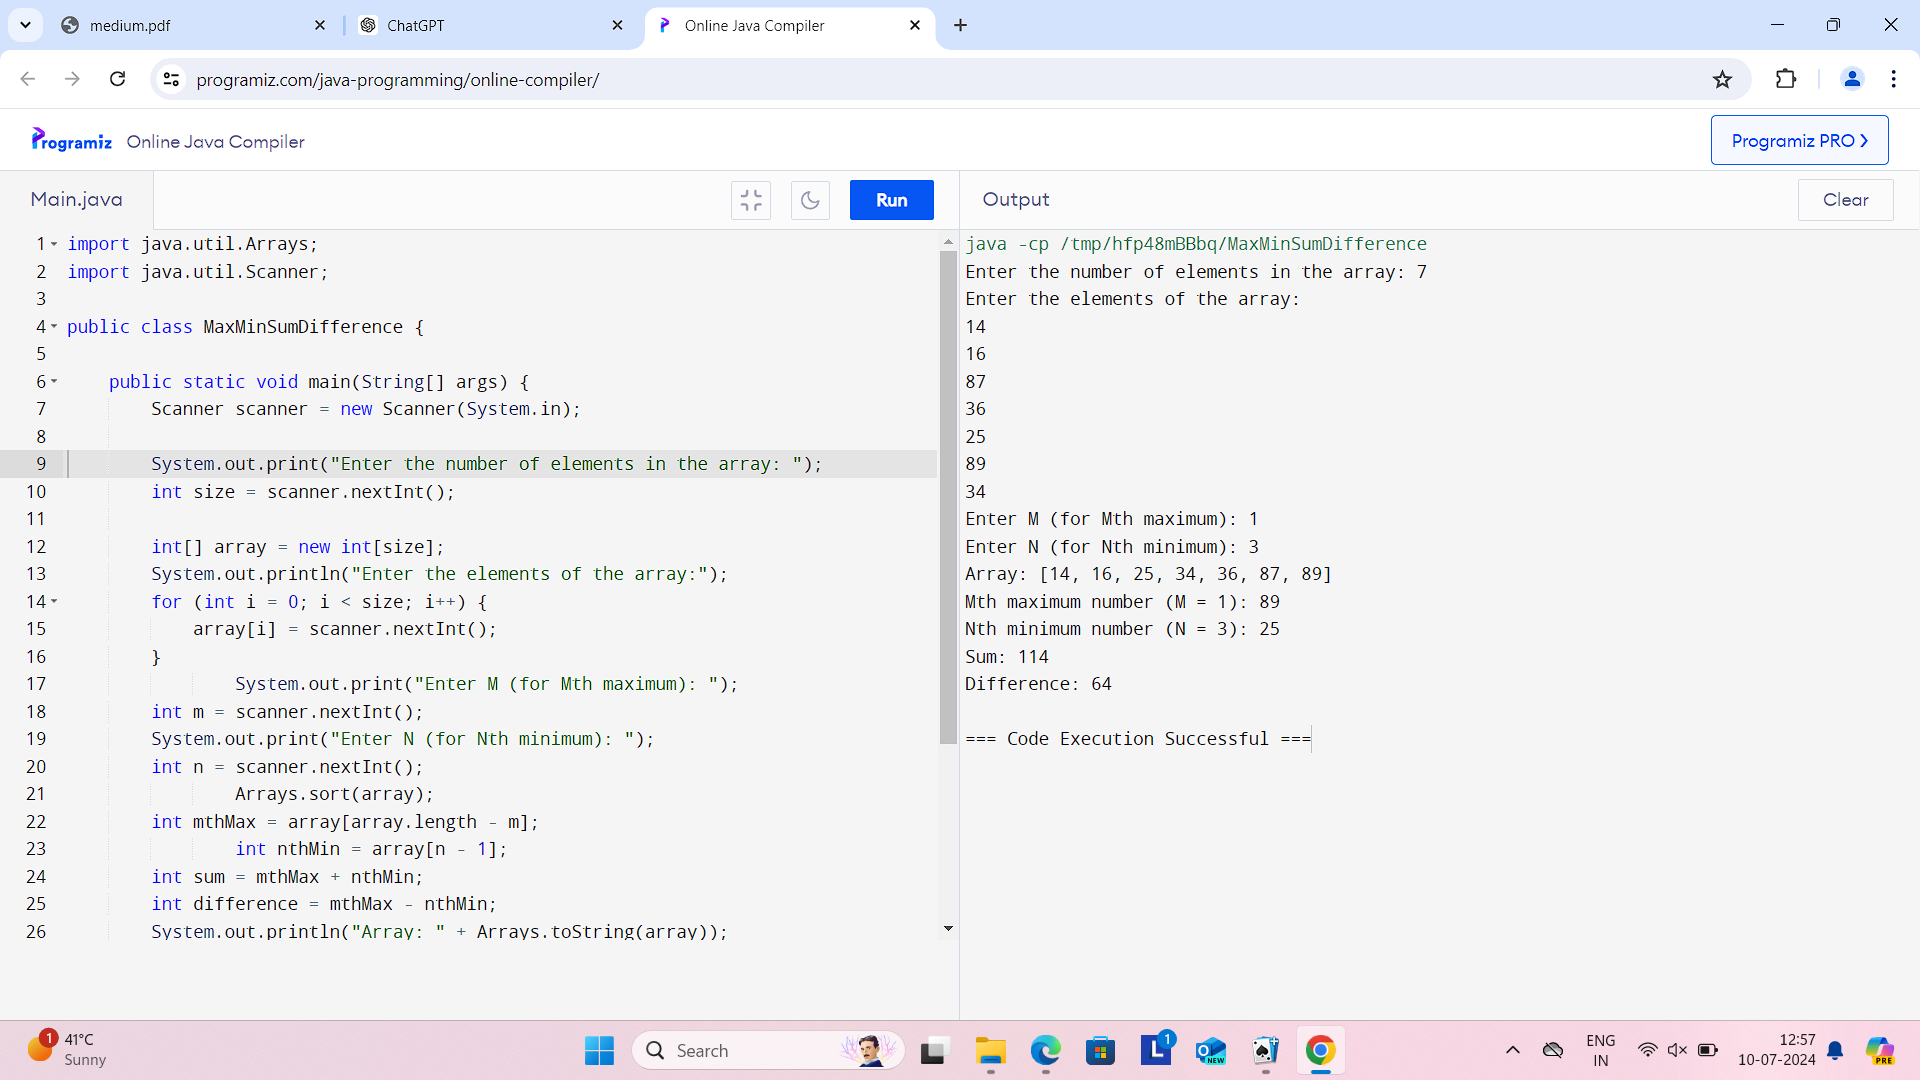 medium.pdf
ChatGPT
Online Java Compiler
programiz.com/java-programming/online-compiler/
Programiz Online Java Compiler
Programiz PRO
Main.java
Run
Output
Clear
1 import java.util.Arrays;
2 import java.util.Scanner;
3
4 public class MaxMinSumDifference {
5
6 public static void main(String[] args) {
7 Scanner scanner = new Scanner(System.in);
8
9 System.out.print("Enter the number of elements in the array: ");
10 int size = scanner.nextInt();
11
12 int[] array = new int[size];
13 System.out.println("Enter the elements of the array:");
14 for (int i = 0; i < size; i++) {
15 array[i] = scanner.nextInt();
16 }
17 System.out.print("Enter M (for Mth maximum): ");
18 int m = scanner.nextInt();
19 System.out.print("Enter N (for Nth minimum): ");
20 int n = scanner.nextInt();
21 Arrays.sort(array);
22 int mthMax = array[array.length - m];
23 int nthMin = array[n - 1];
24 int sum = mthMax + nthMin;
25 int difference = mthMax - nthMin;
26 System.out.println("Array: " + Arrays.toString(array));
java -cp /tmp/hfp48mBBbq/MaxMinSumDifference
Enter the number of elements in the array: 7
Enter the elements of the array:
14
16
87
36
25
89
34
Enter M (for Mth maximum): 1
Enter N (for Nth minimum): 3
Array: [14, 16, 25, 34, 36, 87, 89]
Mth maximum number (M = 1): 89
Nth minimum number (N = 3): 25
Sum: 114
Difference: 64
=== Code Execution Successful ===
1
41°C
Sunny
Search
L
1
NEW
ENG
IN
12:57
10-07-2024
PRE